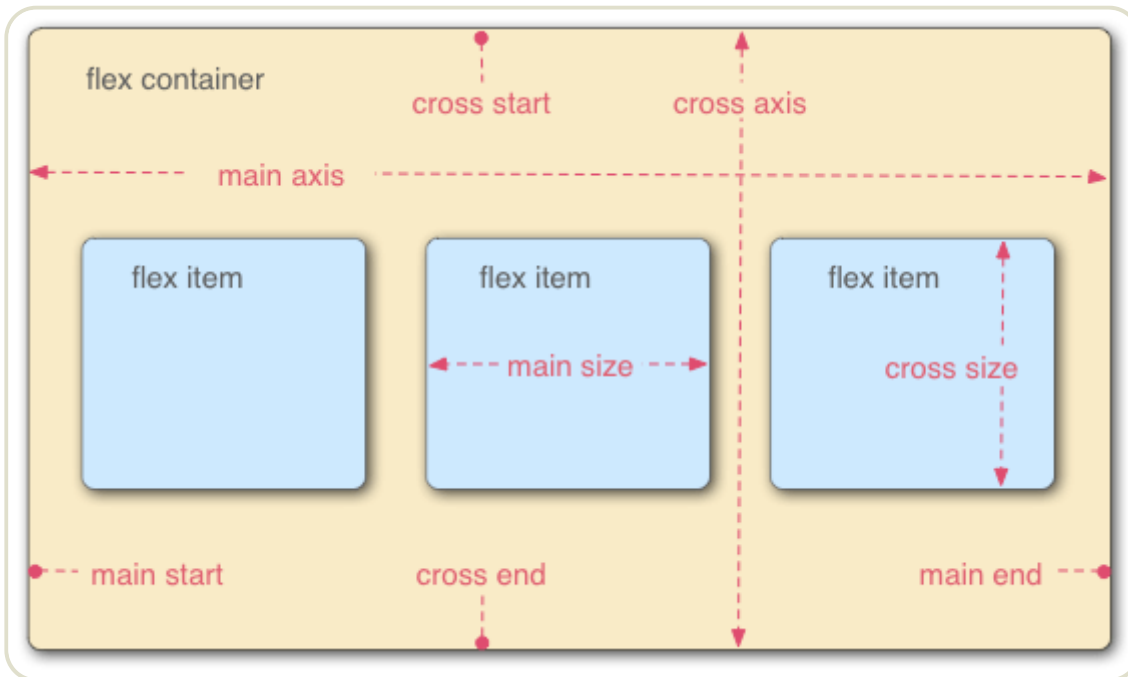 flex container
cross start
cross axis
main axis
flex item
flex item
flex item
main size
cross size
main start
cross end
main end